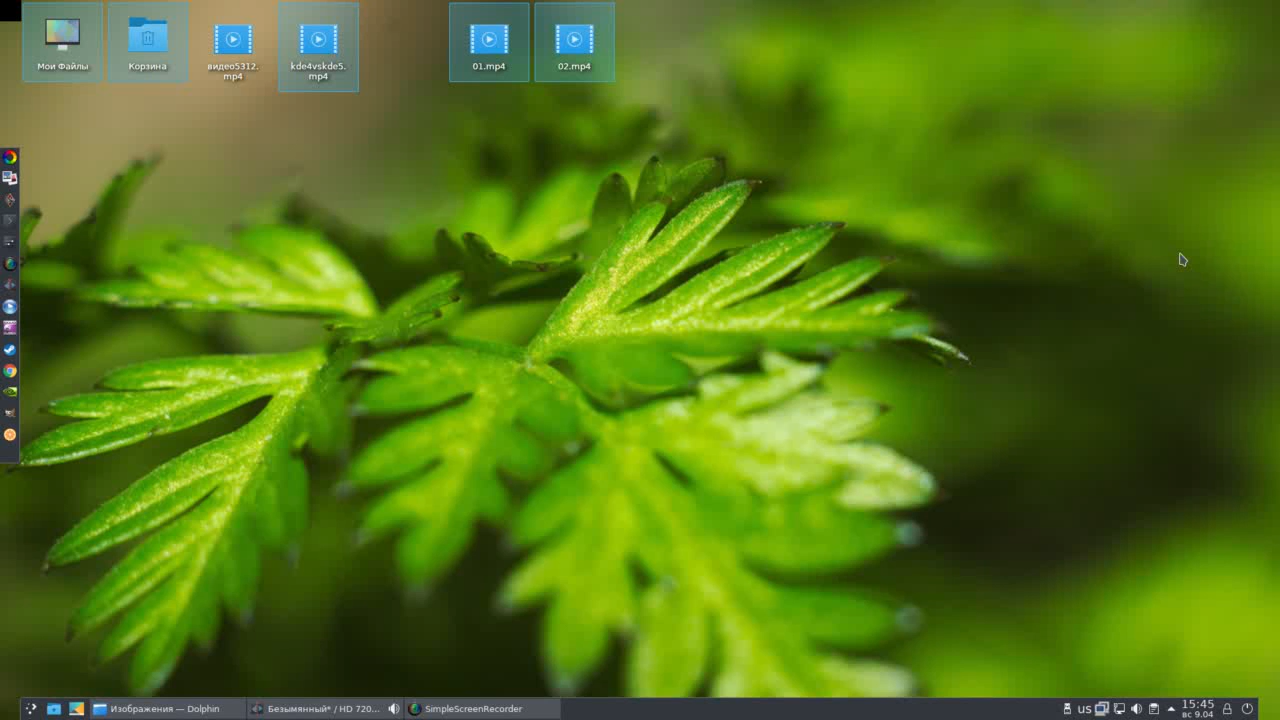 Мои Файлы
Корзина
видео5312.
mp4
kde4vskde5.
mp4
01.mp4
02.mp4
Изображения — Dolphin
Безымянный* / HD 720...
SimpleScreenRecorder
us
15:45
вс 9.04